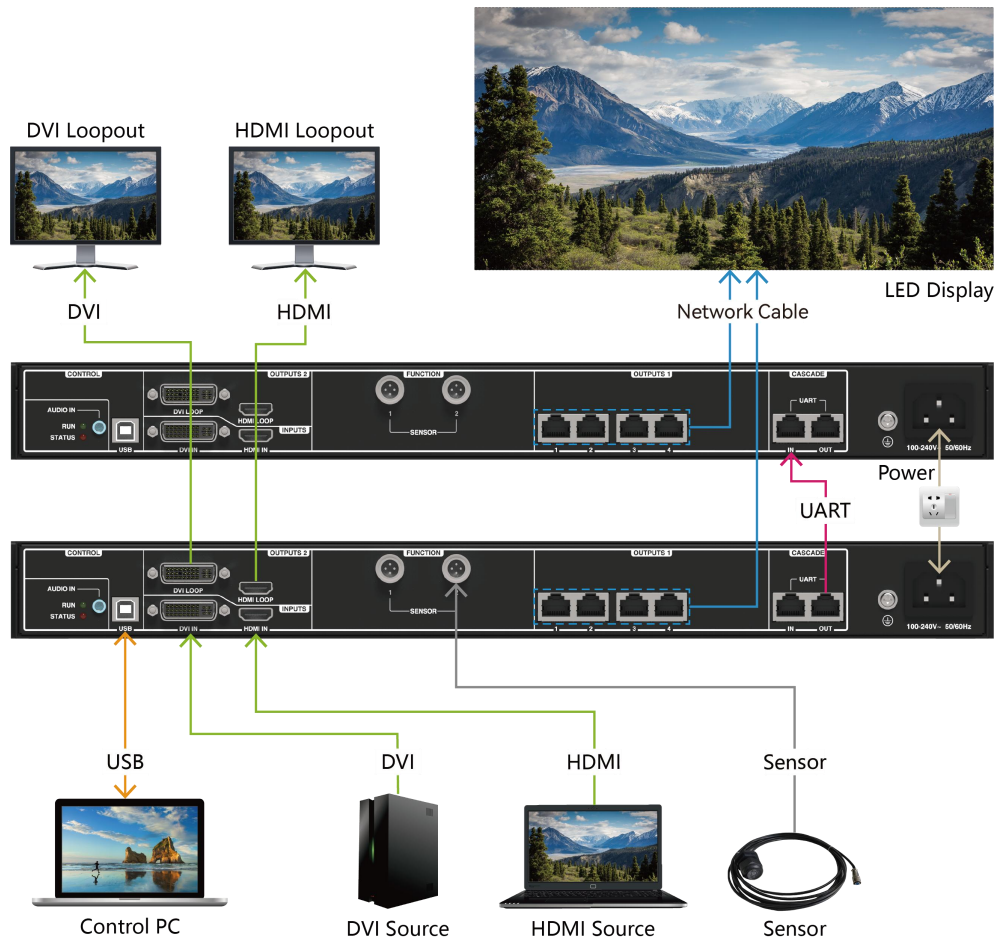 DVI Loopout
HDMI Loopout
LED Display
DVI
HDMI
Network Cable
CONTROL
OUTPUTS 2
FUNCTION
OUTPUTS 1
CASCADE
AUDIO IN
RUN
STATUS
USB
DVI LOOP
HDMI LOOP
INPUTS
DVI IN
HDMI IN
1
2
SENSOR
1
2
3
4
UART
IN
OUT
100-240V~ 50/60Hz
Power
UART
CONTROL
OUTPUTS 2
FUNCTION
OUTPUTS 1
CASCADE
AUDIO IN
RUN
STATUS
USB
DVI LOOP
HDMI LOOP
INPUTS
DVI IN
HDMI IN
1
SENSOR
1
2
3
4
UART
IN
OUT
100-240V~ 50/60Hz
USB
DVI
HDMI
Sensor
Control PC
DVI Source
HDMI Source
Sensor